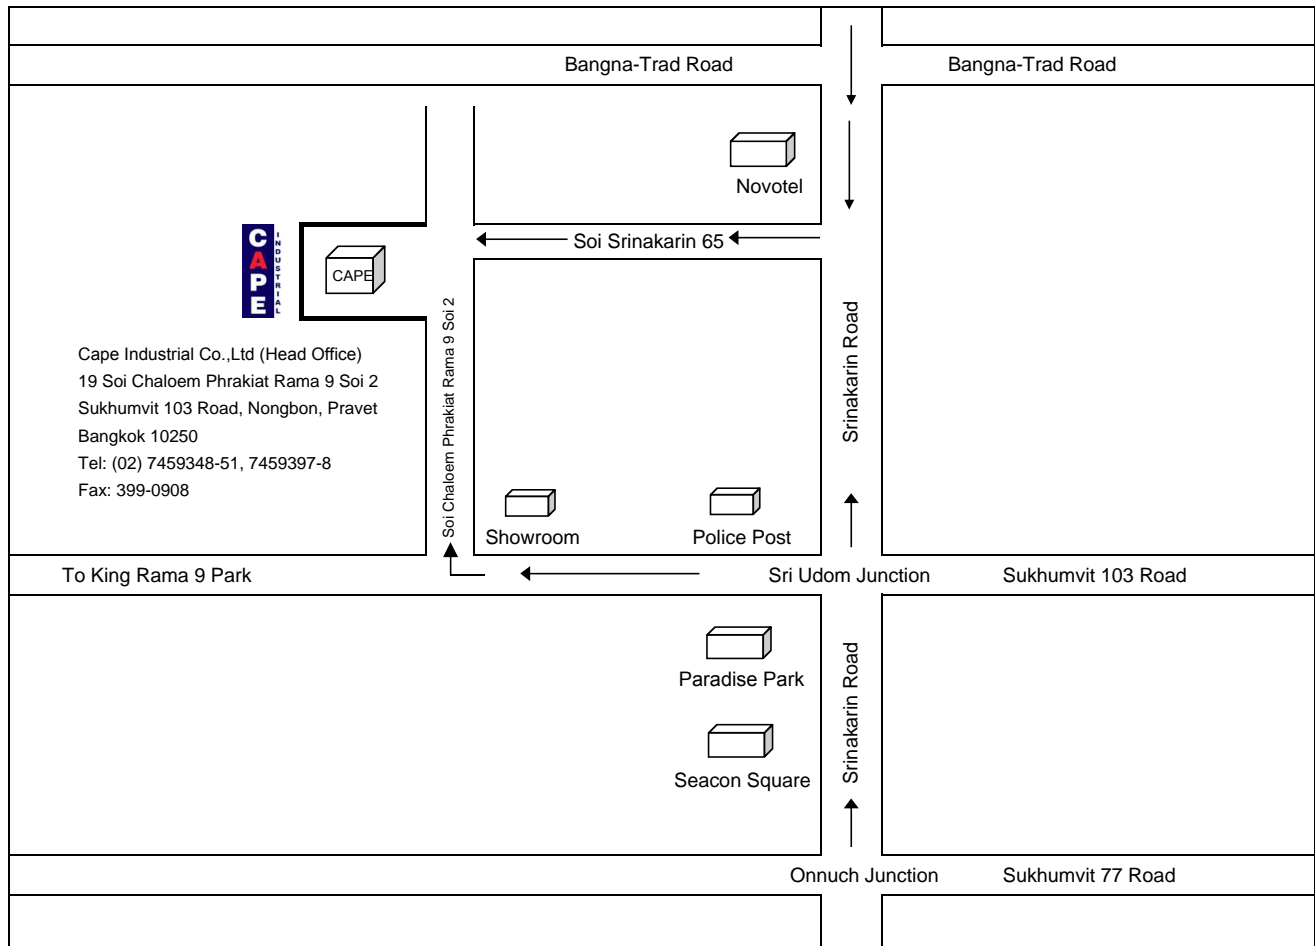 Bangna-Trad Road
Bangna-Trad Road
Novotel
Soi Srinakarin 65
CAPE
INDUSTRIAL
CAPE
Cape Industrial Co.,Ltd (Head Office)
19 Soi Chaloem Phrakiat Rama 9 Soi 2
Sukhumvit 103 Road, Nongbon, Pravet
Bangkok 10250
Tel: (02) 7459348-51, 7459397-8
Fax: 399-0908
Soi Chaloem Phrakiat Rama 9 Soi 2
Srinakarin Road
Showroom
Police Post
To King Rama 9 Park
Sri Udom Junction
Sukhumvit 103 Road
Paradise Park
Srinakarin Road
Seacon Square
Onnuch Junction
Sukhumvit 77 Road